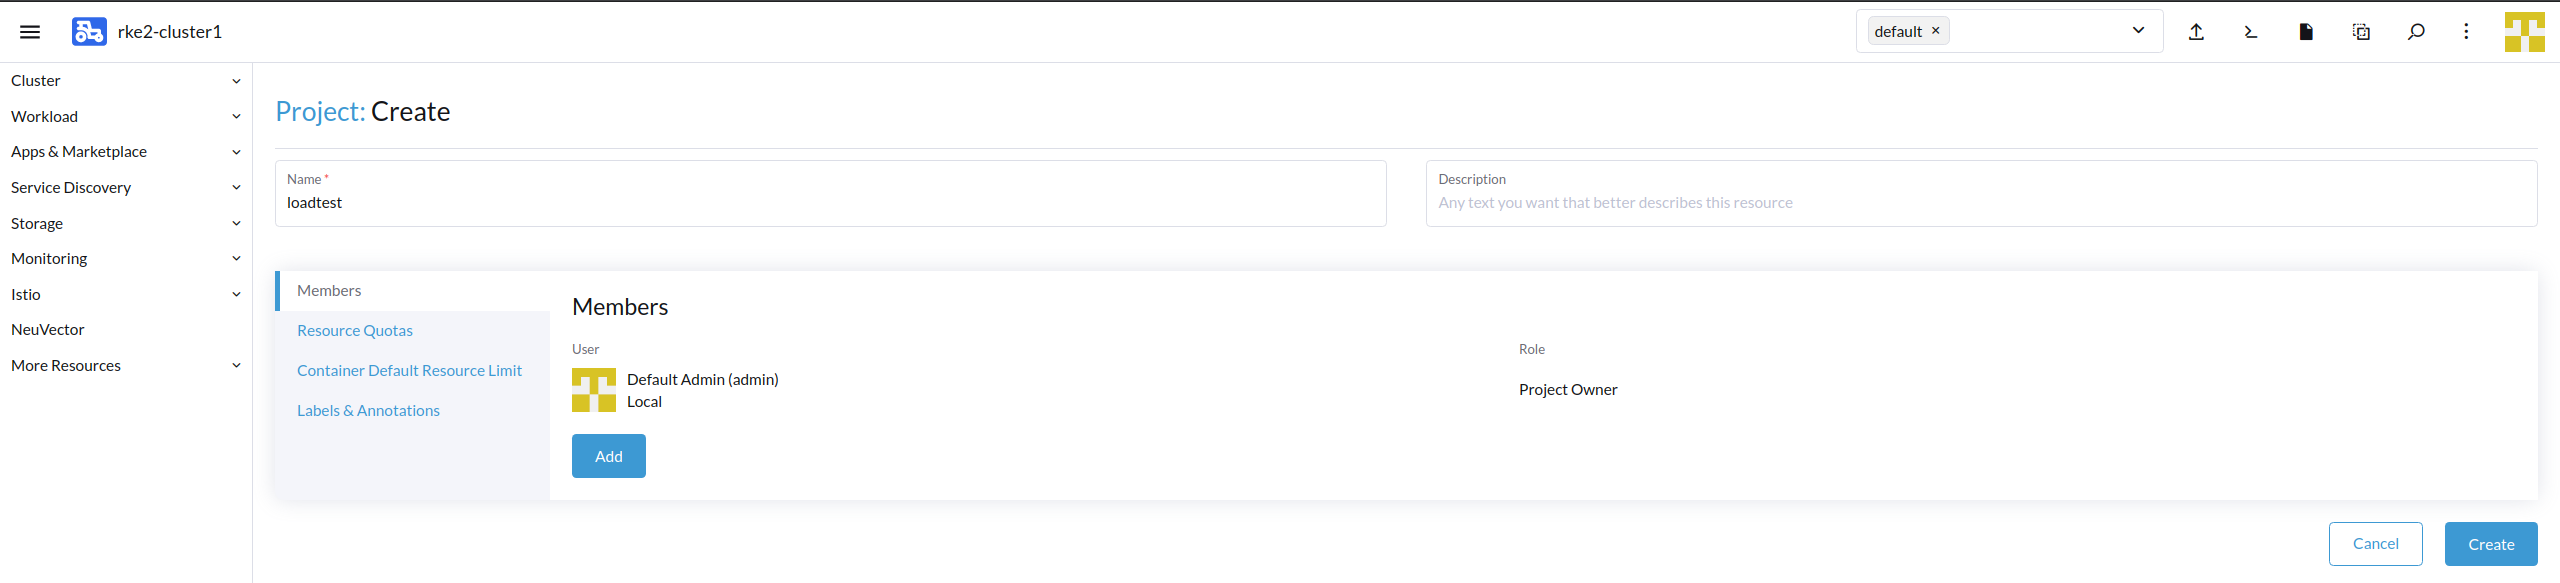 rke2-cluster1
default ×
Cluster
Workload
Apps & Marketplace
Service Discovery
Storage
Monitoring
Istio
NeuVector
More Resources
Project: Create
Name *
loadtest
Description
Any text you want that better describes this resource
Members
Resource Quotas
Container Default Resource Limit
Labels & Annotations
Members
User
Role
Default Admin (admin)
Local
Project Owner
Add
Cancel
Create